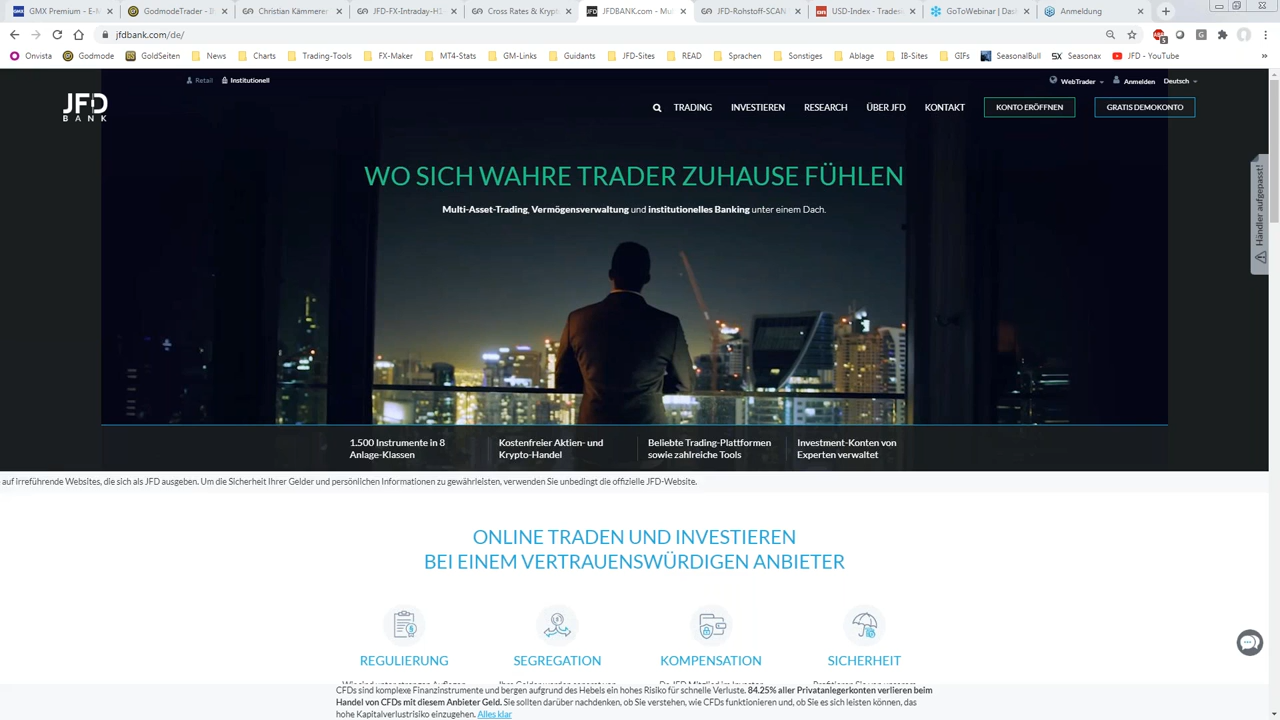 GMX Premium - E-M
GodmodeTrader - Ih
Christian Kämmerer
JFD-FX-Intraday-H1-
Cross Rates & Krypt
JFDBANK.com - Mul
JFD-Rohstoff-SCAN
USD-Index - Tradesi
GoToWebinar | Das
Anmeldung
jfdbank.com/de/
Onvista
Godmode
GoldSeiten
News
Charts
Trading-Tools
FX-Maker
MT4-Stats
GM-Links
Guidants
JFD-Sites
READ
Sprachen
Sonstiges
Ablage
IB-Sites
GIFs
SeasonalBull
Seasonax
JFD - YouTube
Retail
Institutionell
WebTrader
Anmelden
Deutsch
JFD
BANK
TRADING
INVESTIEREN
RESEARCH
ÜBER JFD
KONTAKT
KONTO ERÖFFNEN
GRATIS DEMOKONTO
WO SICH WAHRE TRADER ZUHAUSE FÜHLEN
Multi-Asset-Trading, Vermögensverwaltung und institutionelles Banking unter einem Dach.
Händler aufgepasst!
1.500 Instrumente in 8
Anlage-Klassen
Kostenfreier Aktien- und
Krypto-Handel
Beliebte Trading-Plattformen
sowie zahlreiche Tools
Investment-Konten von
Experten verwaltet
auf irreführende Websites, die sich als JFD ausgeben. Um die Sicherheit Ihrer Gelder und persönlichen Informationen zu gewährleisten, verwenden Sie unbedingt die offizielle JFD-Website.
ONLINE TRADEN UND INVESTIEREN
BEI EINEM VERTRAUENSWÜRDIGEN ANBIETER
REGULIERUNG
SEGREGATION
KOMPENSATION
SICHERHEIT
CFDs sind komplexe Finanzinstrumente und bergen aufgrund des Hebels ein hohes Risiko für schnelle Verluste. 84.25% aller Privatanlegerkonten verlieren beim
Handel von CFDs mit diesem Anbieter Geld. Sie sollten darüber nachdenken, ob Sie verstehen, wie CFDs funktionieren und, ob Sie es sich leisten können, das
hohe Kapitalverlustrisiko einzugehen. Alles klar